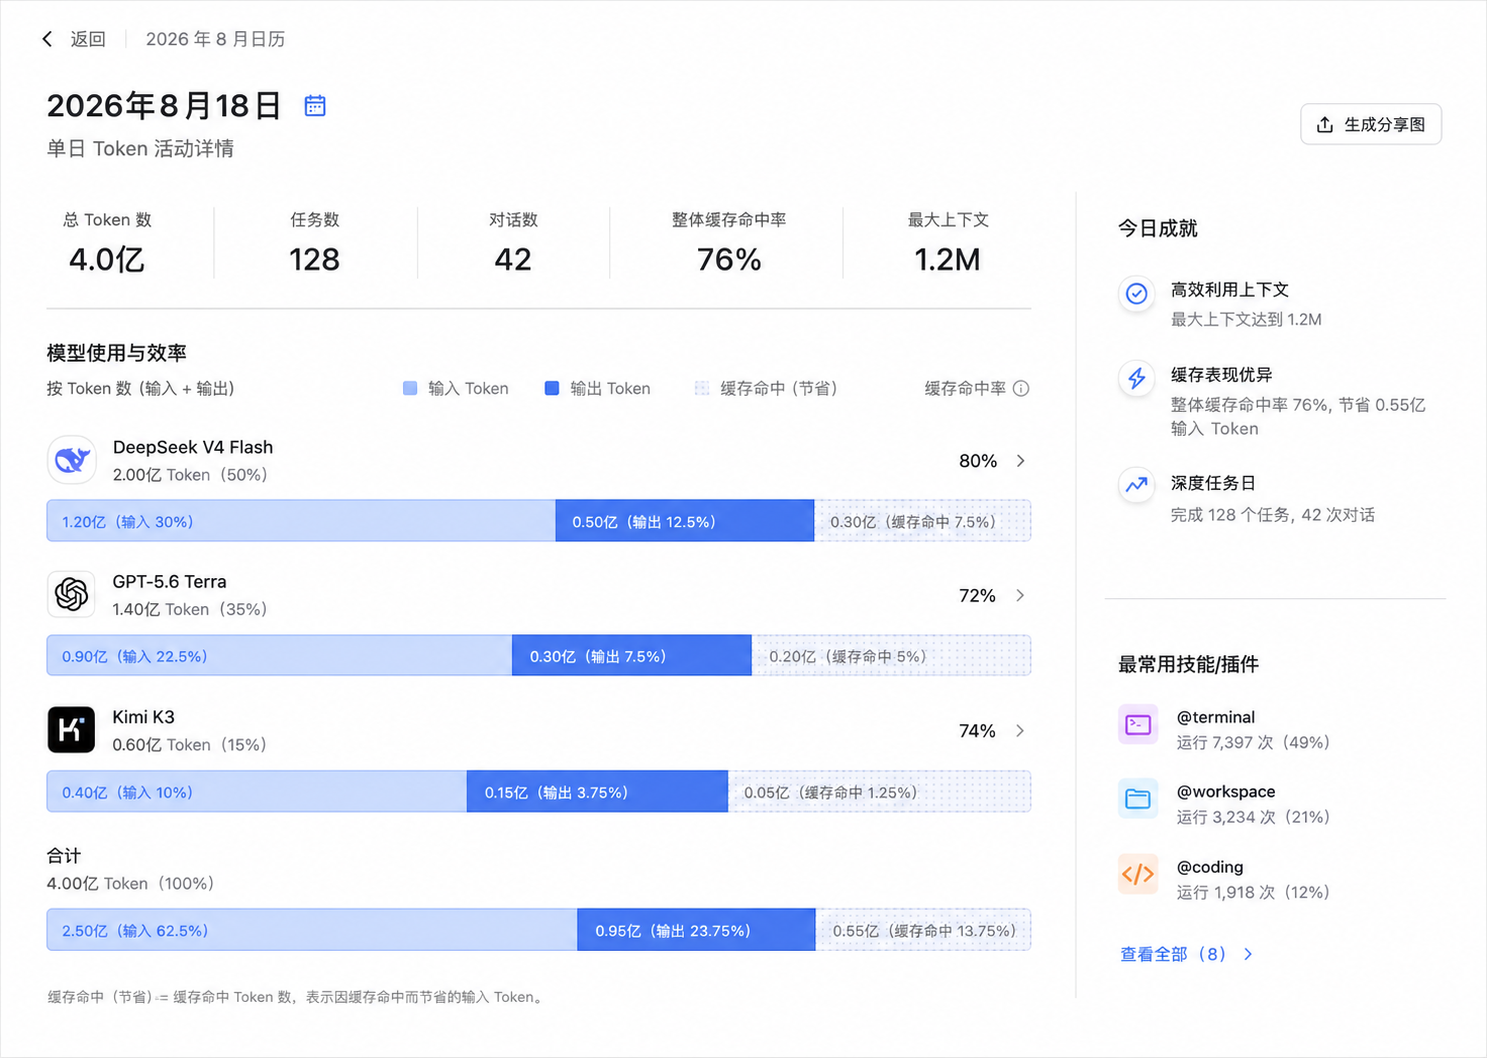 返回
2026 年 8 月日历
2026年8月18日
单日 Token 活动详情
生成分享图
总 Token 数
4.0亿
任务数
128
对话数
42
整体缓存命中率
76%
最大上下文
1.2M
模型使用与效率
按 Token 数（输入 + 输出）
输入 Token
输出 Token
缓存命中（节省）
缓存命中率
DeepSeek V4 Flash
2.00亿 Token（50%）
80%
1.20亿（输入 30%）
0.50亿（输出 12.5%）
0.30亿（缓存命中 7.5%）
GPT-5.6 Terra
1.40亿 Token（35%）
72%
0.90亿（输入 22.5%）
0.30亿（输出 7.5%）
0.20亿（缓存命中 5%）
Kimi K3
0.60亿 Token（15%）
74%
0.40亿（输入 10%）
0.15亿（输出 3.75%）
0.05亿（缓存命中 1.25%）
合计
4.00亿 Token（100%）
2.50亿（输入 62.5%）
0.95亿（输出 23.75%）
0.55亿（缓存命中 13.75%）
缓存命中（节省）= 缓存命中 Token 数，表示因缓存命中而节省的输入 Token。
今日成就
高效利用上下文
最大上下文达到 1.2M
缓存表现优异
整体缓存命中率 76%，节省 0.55亿
输入 Token
深度任务日
完成 128 个任务，42 次对话
最常用技能/插件
@terminal
运行 7,397 次（49%）
@workspace
运行 3,234 次（21%）
@coding
运行 1,918 次（12%）
查看全部（8）